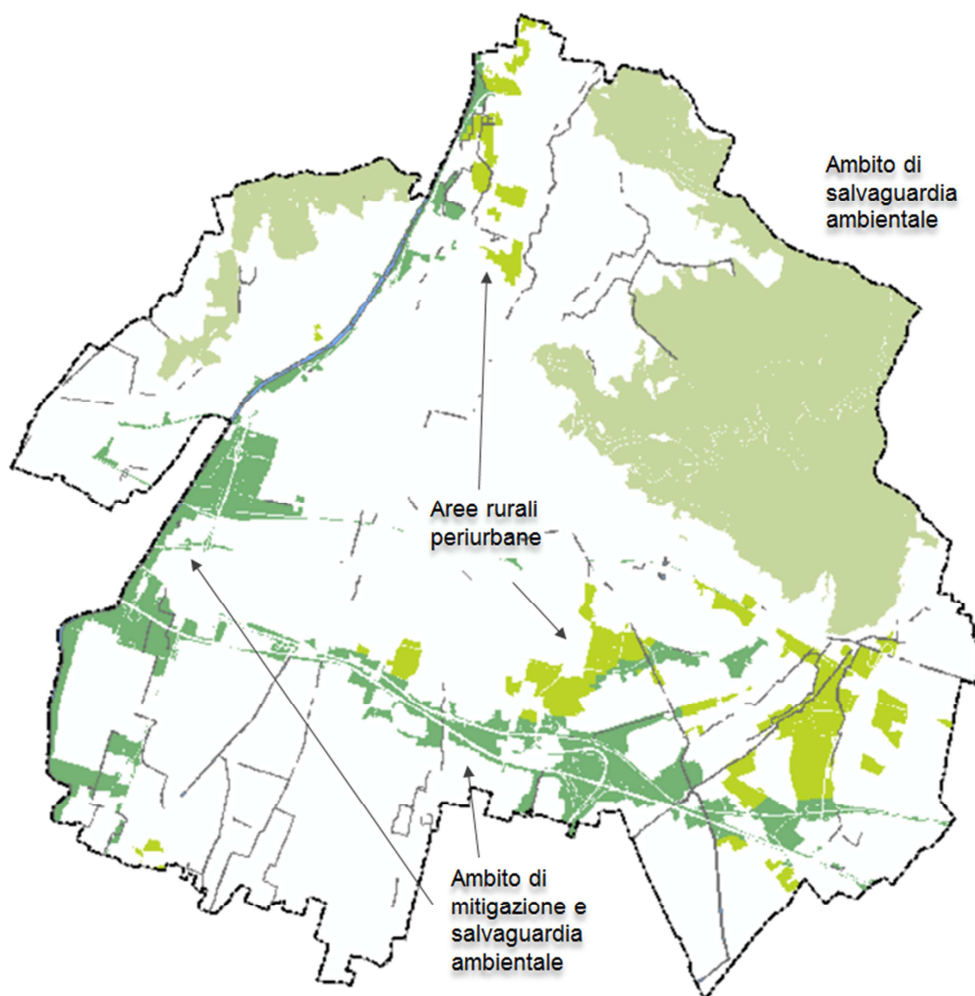 Ambito di
salvaguardia
ambientale
Aree rurali
periurbane
Ambito di
mitigazione e
salvaguardia
ambientale